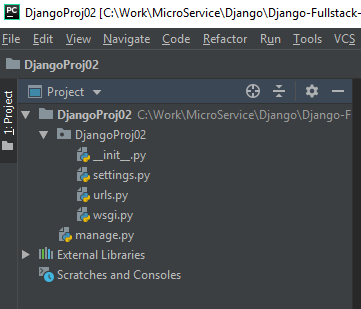 PC DjangoProj02 [C:\Work\MicroService\Django\Django-Fullstack-
File Edit View Navigate Code Refactor Run Tools VCS
DjangoProj02
1: Project
Project
DjangoProj02 C:\Work\MicroService\Django\Django-F
DjangoProj02
__init__.py
settings.py
urls.py
wsgi.py
manage.py
External Libraries
Scratches and Consoles